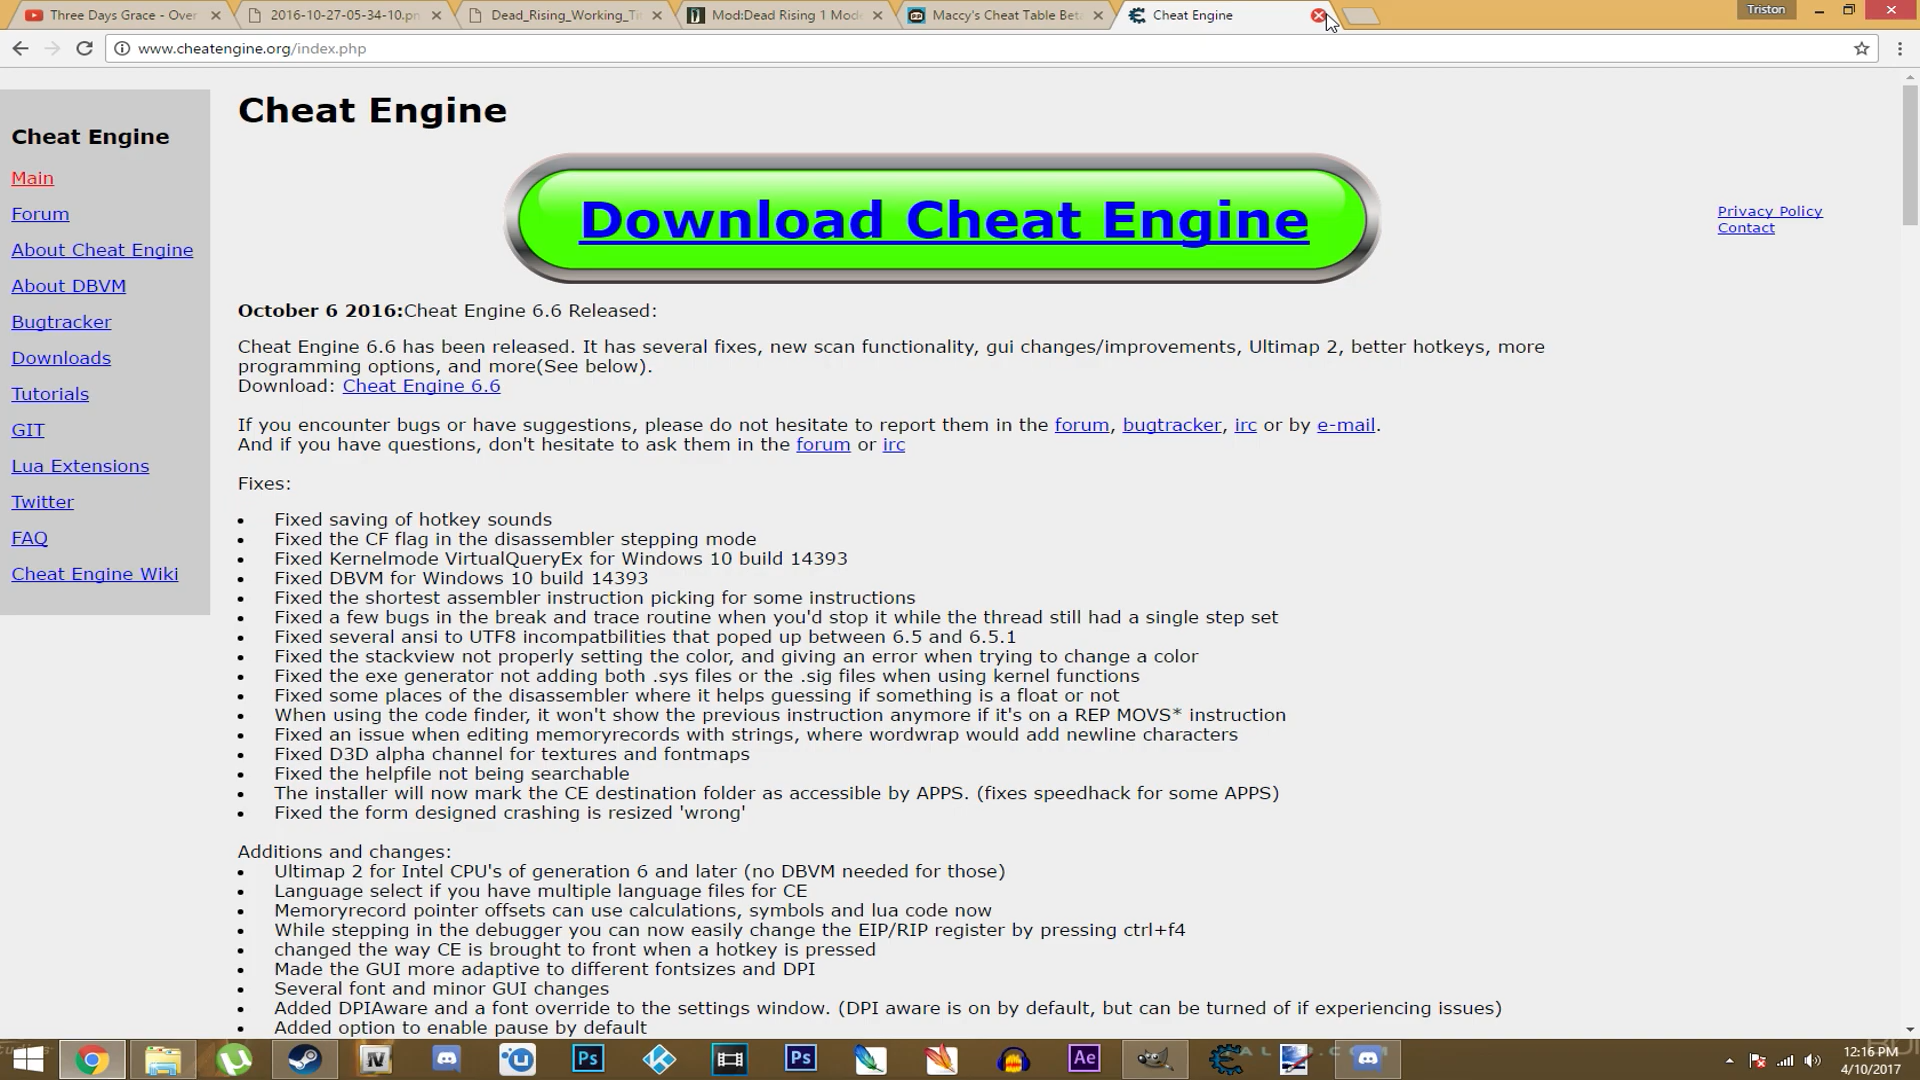 Three Days Grace - Over
2016-10-27-05-34-10.pn
Dead_Rising_Working_Ti
Mod:Dead Rising 1 Mode
Maccy's Cheat Table Beta
Cheat Engine
Triston
www.cheatengine.org/index.php
Cheat Engine
Main
Forum
About Cheat Engine
About DBVM
Bugtracker
Downloads
Tutorials
GIT
Lua Extensions
Twitter
FAQ
Cheat Engine Wiki
Cheat Engine
Download Cheat Engine
Privacy Policy
Contact
October 6 2016:Cheat Engine 6.6 Released:
Cheat Engine 6.6 has been released. It has several fixes, new scan functionality, gui changes/improvements, Ultimap 2, better hotkeys, more
programming options, and more(See below).
Download: Cheat Engine 6.6
If you encounter bugs or have suggestions, please do not hesitate to report them in the forum, bugtracker, irc or by e-mail.
And if you have questions, don't hesitate to ask them in the forum or irc
Fixes:
• Fixed saving of hotkey sounds
• Fixed the CF flag in the disassembler stepping mode
• Fixed Kernelmode VirtualQueryEx for Windows 10 build 14393
• Fixed DBVM for Windows 10 build 14393
• Fixed the shortest assembler instruction picking for some instructions
• Fixed a few bugs in the break and trace routine when you'd stop it while the thread still had a single step set
• Fixed several ansi to UTF8 incompatbilities that poped up between 6.5 and 6.5.1
• Fixed the stackview not properly setting the color, and giving an error when trying to change a color
• Fixed the exe generator not adding both .sys files or the .sig files when using kernel functions
• Fixed some places of the disassembler where it helps guessing if something is a float or not
• When using the code finder, it won't show the previous instruction anymore if it's on a REP MOVS* instruction
• Fixed an issue when editing memoryrecords with strings, where wordwrap would add newline characters
• Fixed D3D alpha channel for textures and fontmaps
• Fixed the helpfile not being searchable
• The installer will now mark the CE destination folder as accessible by APPS. (fixes speedhack for some APPS)
• Fixed the form designed crashing is resized 'wrong'
Additions and changes:
• Ultimap 2 for Intel CPU's of generation 6 and later (no DBVM needed for those)
• Language select if you have multiple language files for CE
• Memoryrecord pointer offsets can use calculations, symbols and lua code now
• While stepping in the debugger you can now easily change the EIP/RIP register by pressing ctrl+f4
• changed the way CE is brought to front when a hotkey is pressed
• Made the GUI more adaptive to different fontsizes and DPI
• Several font and minor GUI changes
• Added DPIAware and a font override to the settings window. (DPI aware is on by default, but can be turned of if experiencing issues)
• Added option to enable pause by default
IV
Ps
Ps
Ae
12:16 PM
4/10/2017